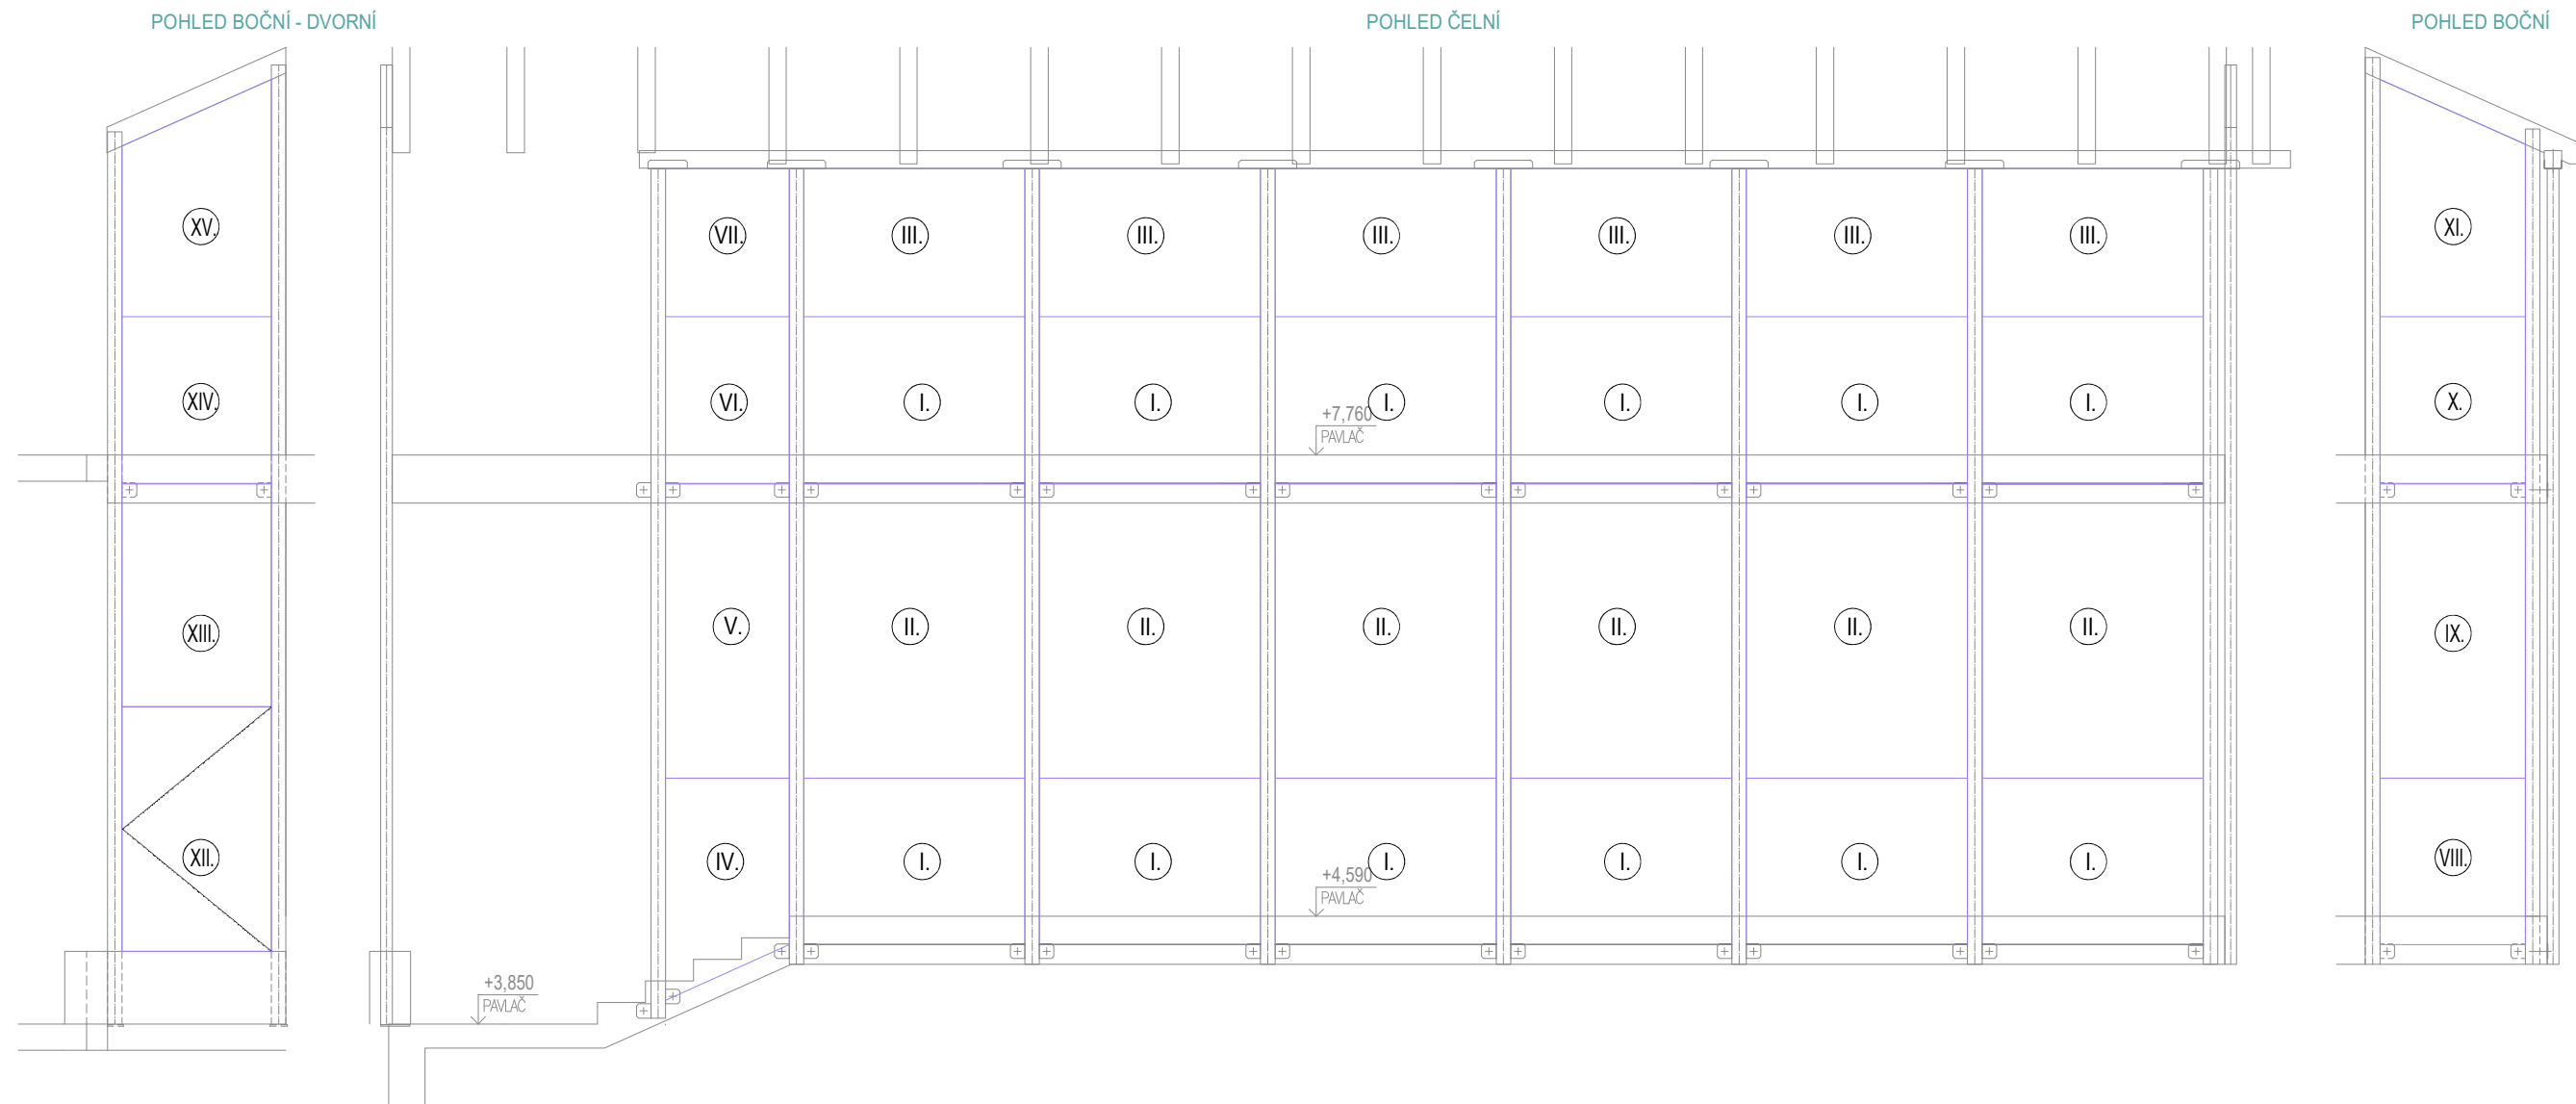 POHLED BOČNÍ - DVORNÍ
POHLED ČELNÍ
POHLED BOČNÍ
XV.
VII.
III.
III.
III.
III.
III.
III.
XI.
XIV.
VI.
I.
I.
I.
I.
I.
I.
X.
+7,760
PAVLAČ
XIII.
V.
II.
II.
II.
II.
II.
II.
IX.
XII.
IV.
I.
I.
I.
I.
I.
I.
VIII.
+4,590
PAVLAČ
+3,850
PAVLAČ